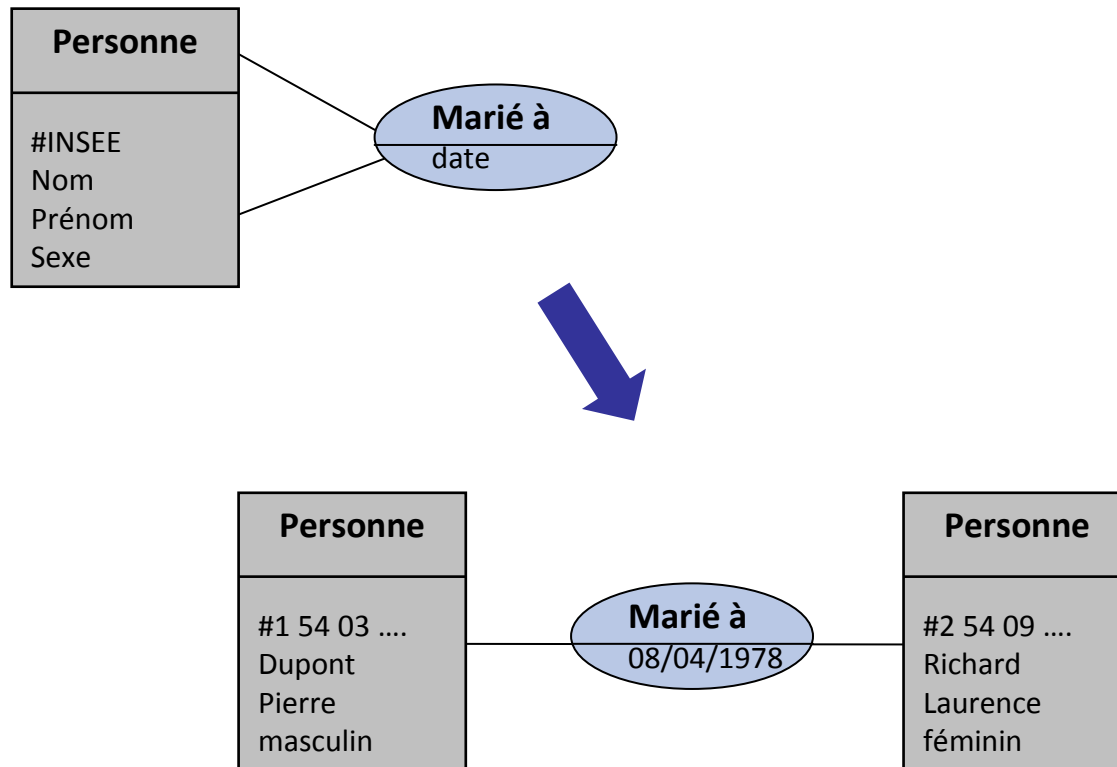 Personne
#INSEE
Nom
Prénom
Sexe
Marié à
date
Personne
#1 54 03 ....
Dupont
Pierre
masculin
Marié à
08/04/1978
Personne
#2 54 09 ....
Richard
Laurence
féminin